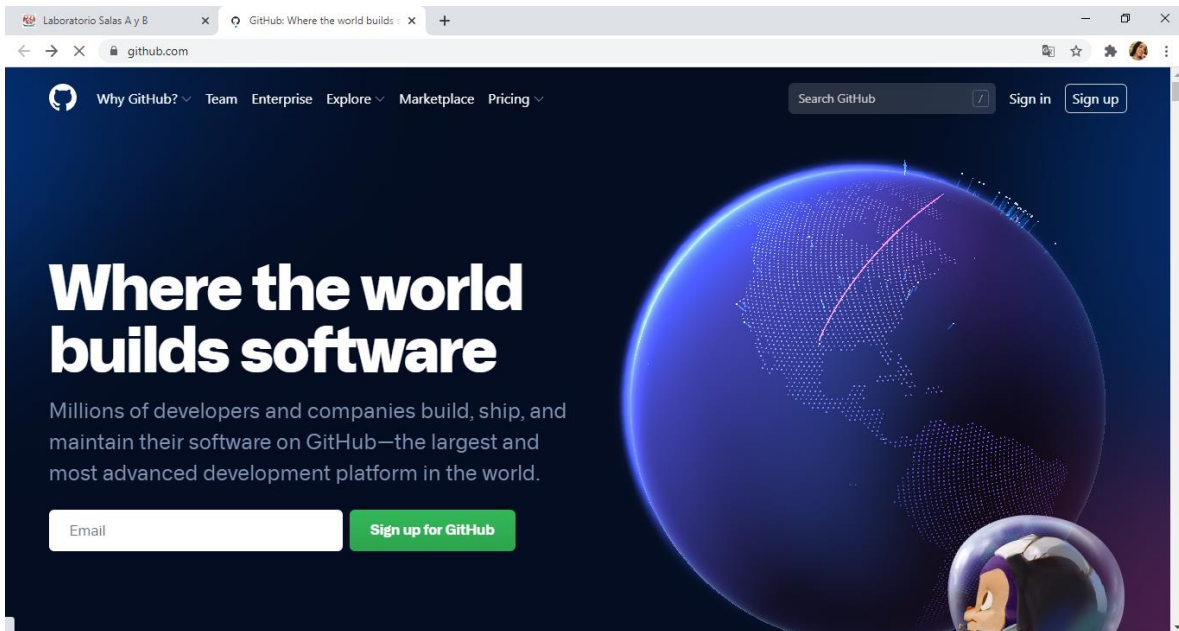 Laboratorio Salas A y B
GitHub: Where the world builds s
github.com
Why GitHub? Team Enterprise Explore Marketplace Pricing
Search GitHub /
Sign in
Sign up
Where the world
builds software
Millions of developers and companies build, ship, and
maintain their software on GitHub—the largest and
most advanced development platform in the world.
Email
Sign up for GitHub